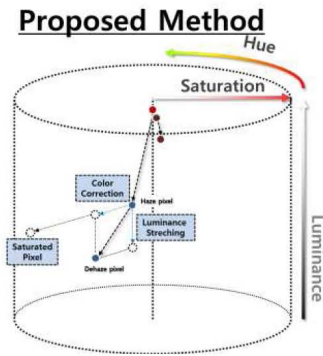 Proposed Method
Hue
Saturation
Color
Correction
Haze pixel
Luminance
Streching
Saturated
Pixel
Dehaze pixel
Luminance